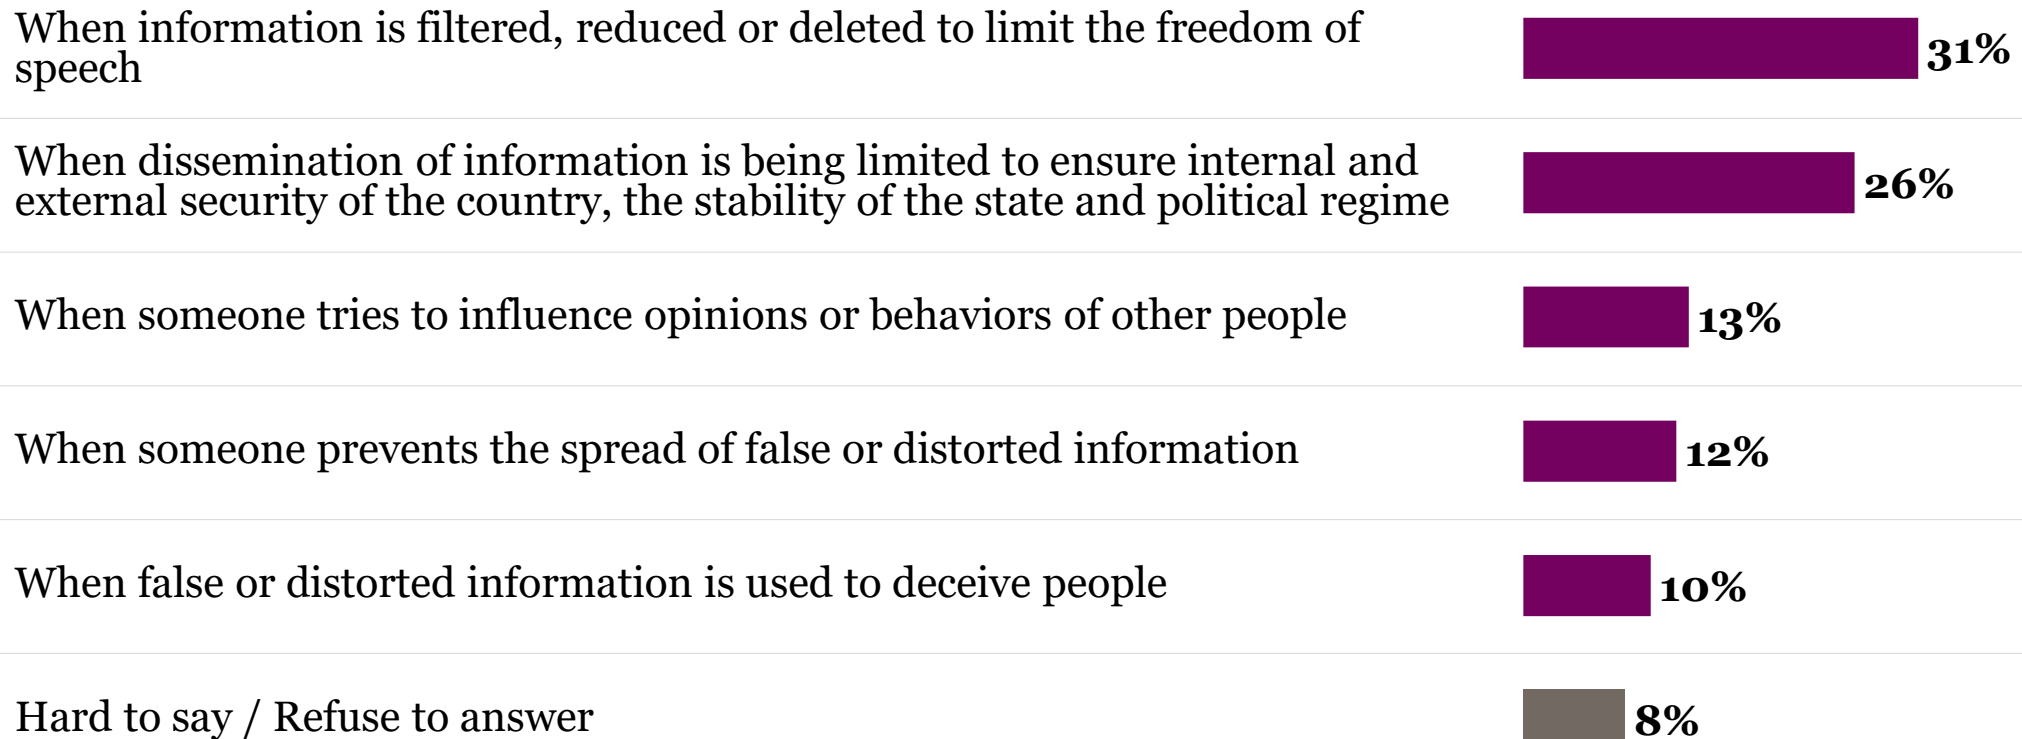 When information is filtered, reduced or deleted to limit the freedom of
speech
31%
When dissemination of information is being limited to ensure internal and
external security of the country, the stability of the state and political regime
26%
When someone tries to influence opinions or behaviors of other people
13%
When someone prevents the spread of false or distorted information
12%
When false or distorted information is used to deceive people
10%
Hard to say / Refuse to answer
8%